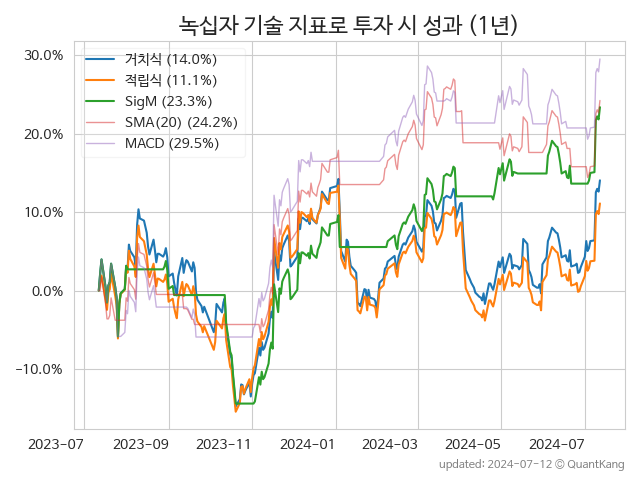 녹십자 기술 지표로 투자 시 성과 (1년)
30.0%
20.0%
10.0%
0.0%
−10.0%
거치식 (14.0%)
적립식 (11.1%)
SigM (23.3%)
SMA(20) (24.2%)
MACD (29.5%)
2023-07 2023-09 2023-11 2024-01 2024-03 2024-05 2024-07
updated: 2024-07-12 © QuantKang